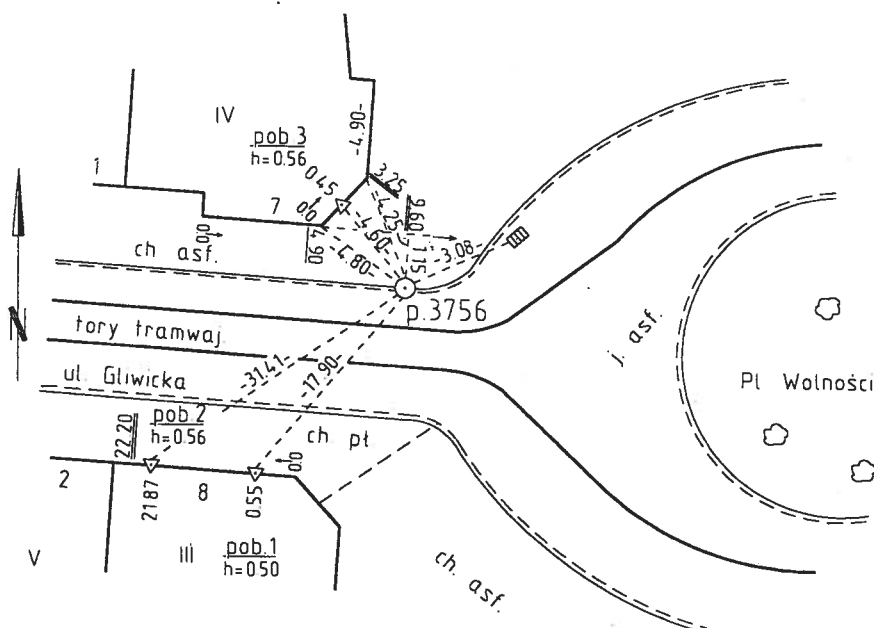 IV
pob 3
h=0.56
-4.90-
1
0.45
3.25
7
0.0
4.25
9.60
0.0
4.90
4.60
1.15
3.08
4.80
ch asf.
p.3756
N
tory tramwaj
j. asf.
ul. Gliwicka
-31.41-
-17.90-
Pl Wolności
pob.2
h=0.56
22.20
ch. pł
0.0
2
21.87
8
0.55
V
III
pob.1
h=0.50
ch. asf.